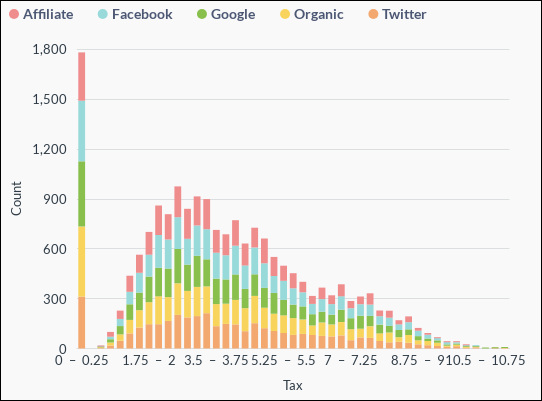 Affiliate Facebook Google Organic Twitter
1,800
1,500
1,200
900
600
300
0
Count
0 – 0.25 1.75 – 2 3.5 – 3.75 5.25 – 5.5 7 – 7.25 8.75 – 9 10.5 – 10.75
Tax